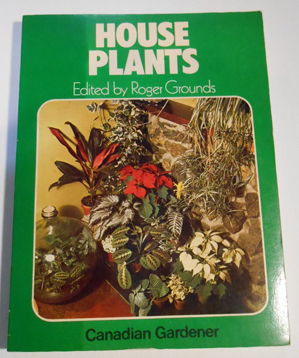 HOUSE
PLANTS
Edited by Roger Grounds
Canadian Gardener